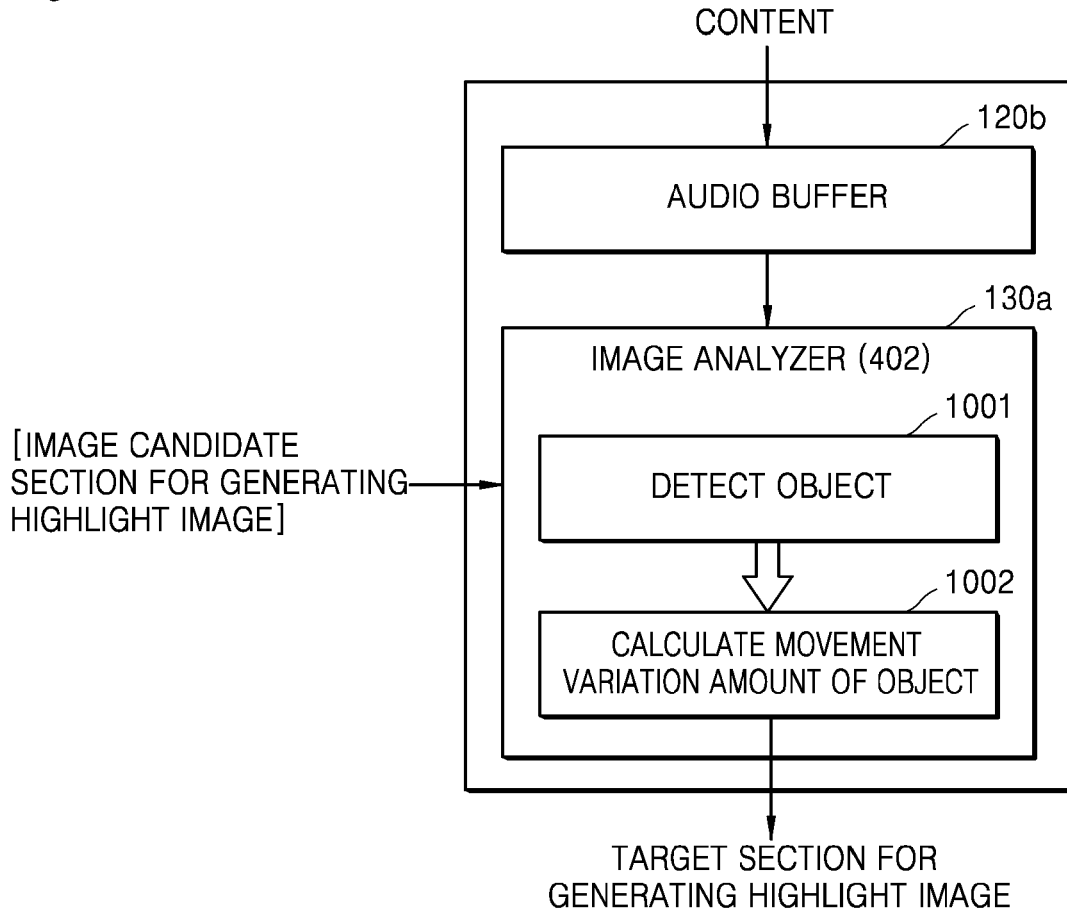 CONTENT
120b
AUDIO BUFFER
130a
IMAGE ANALYZER (402)
1001
[IMAGE CANDIDATE
SECTION FOR GENERATING
HIGHLIGHT IMAGE]
DETECT OBJECT
1002
CALCULATE MOVEMENT
VARIATION AMOUNT OF OBJECT
TARGET SECTION FOR
GENERATING HIGHLIGHT IMAGE